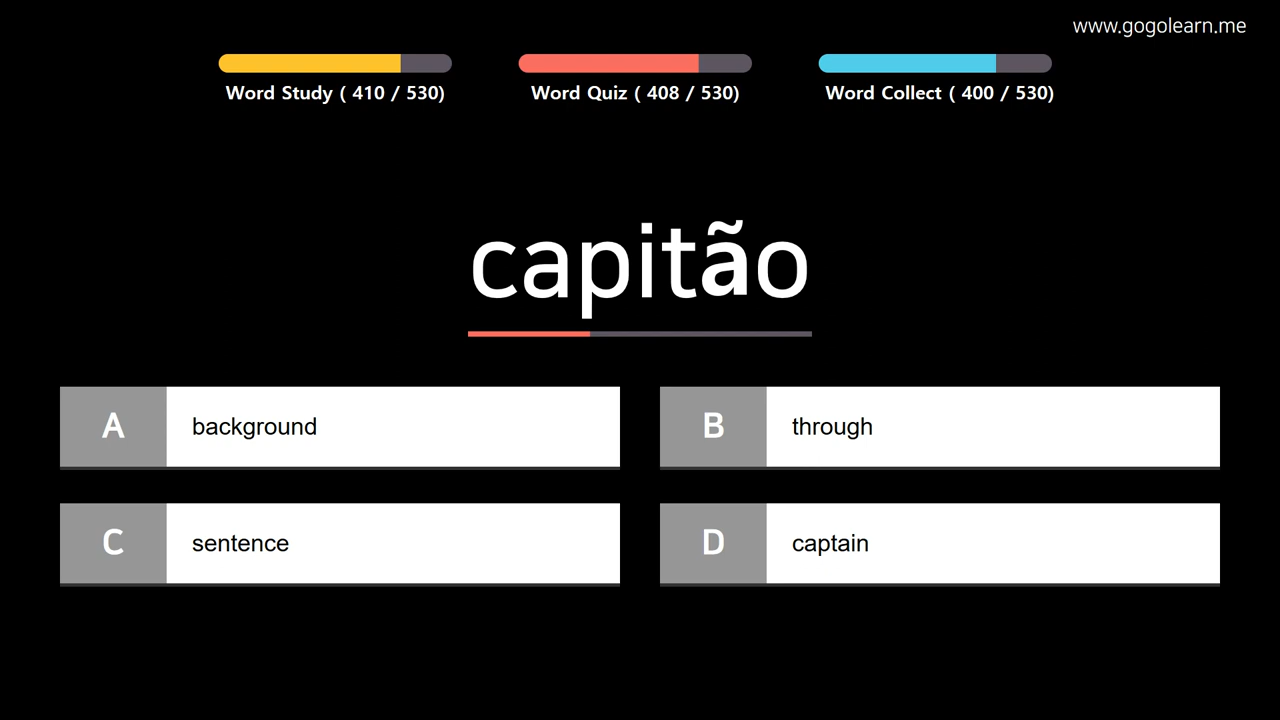 www.gogolearn.me
Word Study ( 410 / 530)
Word Quiz ( 408 / 530)
Word Collect ( 400 / 530)
capitão
A background
B through
C sentence
D captain